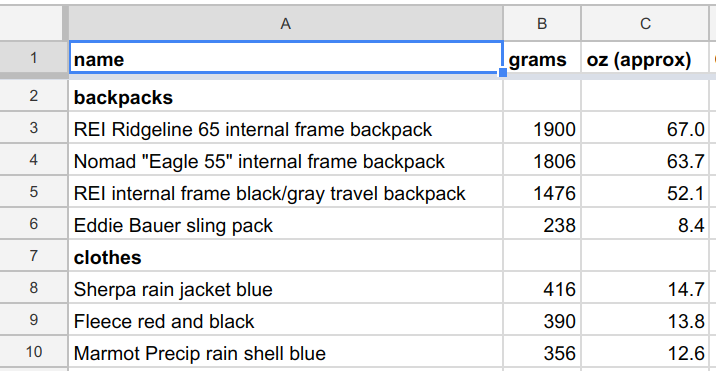 A B C
1 name grams oz (approx)
2 backpacks
3 REI Ridgeline 65 internal frame backpack 1900 67.0
4 Nomad "Eagle 55" internal frame backpack 1806 63.7
5 REI internal frame black/gray travel backpack 1476 52.1
6 Eddie Bauer sling pack 238 8.4
7 clothes
8 Sherpa rain jacket blue 416 14.7
9 Fleece red and black 390 13.8
10 Marmot Precip rain shell blue 356 12.6